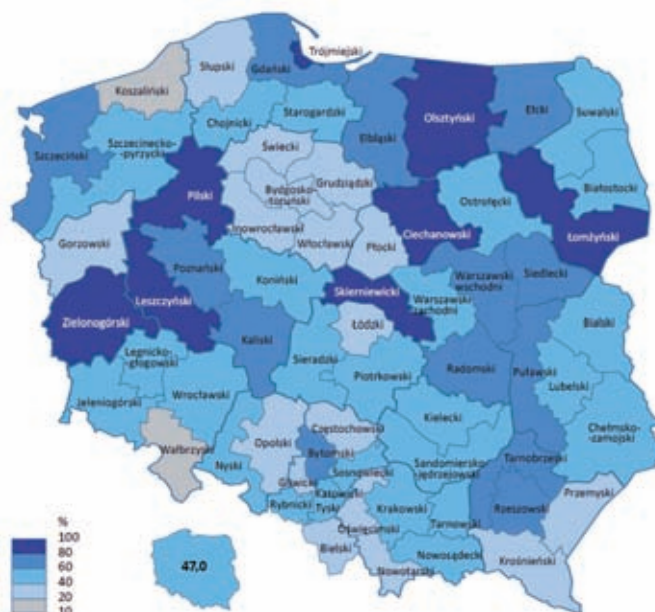 Trójmiejski
Słupski
Gdański
Koszaliński
Olsztyński
Ełcki
Suwalski
Chojnicki
Starogardzki
Elbląski
Szczeciński
Szczecinecko-
-pyrzycki
Świecki
Grudziądzki
Bydgosko-
toruński
Białostocki
Ostrołęcki
Pilski
Inowrocławski
Włocławski
Płocki
Ciechanowski
Łomżyński
Gorzowski
Poznański
Koniński
Warszawski
wschodni
Siedlecki
Leszczyński
Skierniewicki
Warszawski
zachodni
Zielonogórski
Łódzki
Bialski
Kaliski
Legnicko-
głogowski
Sieradzki
Radomski
Puławski
Piotrkowski
Lubelski
Jeleniogórski
Wrocławski
Kielecki
Chełmsko-
zamojski
Częstochowski
Opolski
Wałbrzyski
Bytomski
Nyski
Sosnowiecki
Sandomiersko-
jędrzejowski
Tarnobrzeski
Gliwicki
Przemyski
Rybnicki
Tyski
Krakowski
Rzeszowski
Oświęcimski
Tarnowski
Bielski
Nowosądecki
Krośnieński
Nowotarski
%
100
80
60
40
20
10
47,0